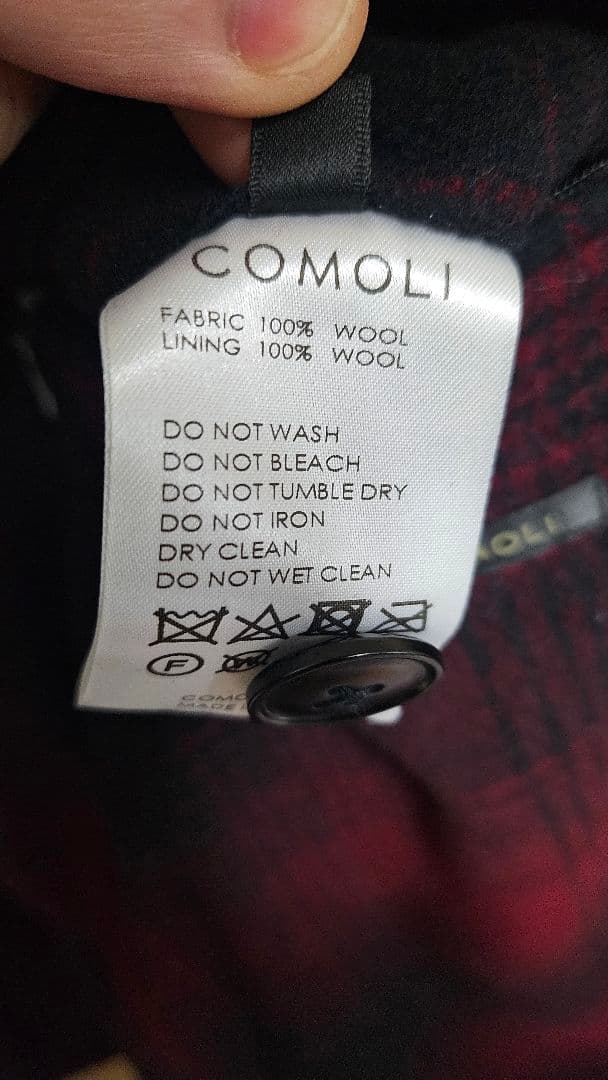 COMOLI
FABRIC 100% WOOL
LINING 100% WOOL
DO NOT WASH
DO NOT BLEACH
DO NOT TUMBLE DRY
DO NOT IRON
DRY CLEAN
DO NOT WET CLEAN
F W
MADE